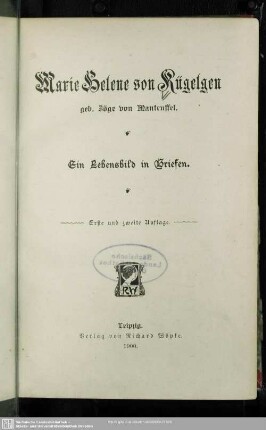 Marie Helene von Kügelgen
geb. Zöge von Manteuffel.
Ein Lebensbild in Briefen.
Erste und zweite Auflage
RW
Leipzig.
Verlag von Richard Wöpke.
1900.